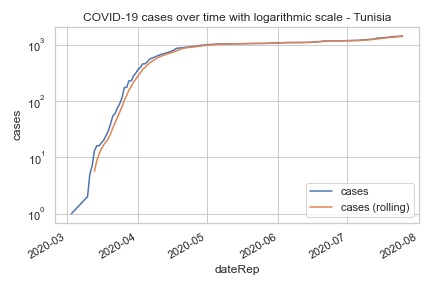 COVID-19 cases over time with logarithmic scale - Tunisia
10³
10²
10¹
10⁰
cases
cases
cases (rolling)
2020-03
2020-04
2020-05
2020-06
2020-07
2020-08
dateRep